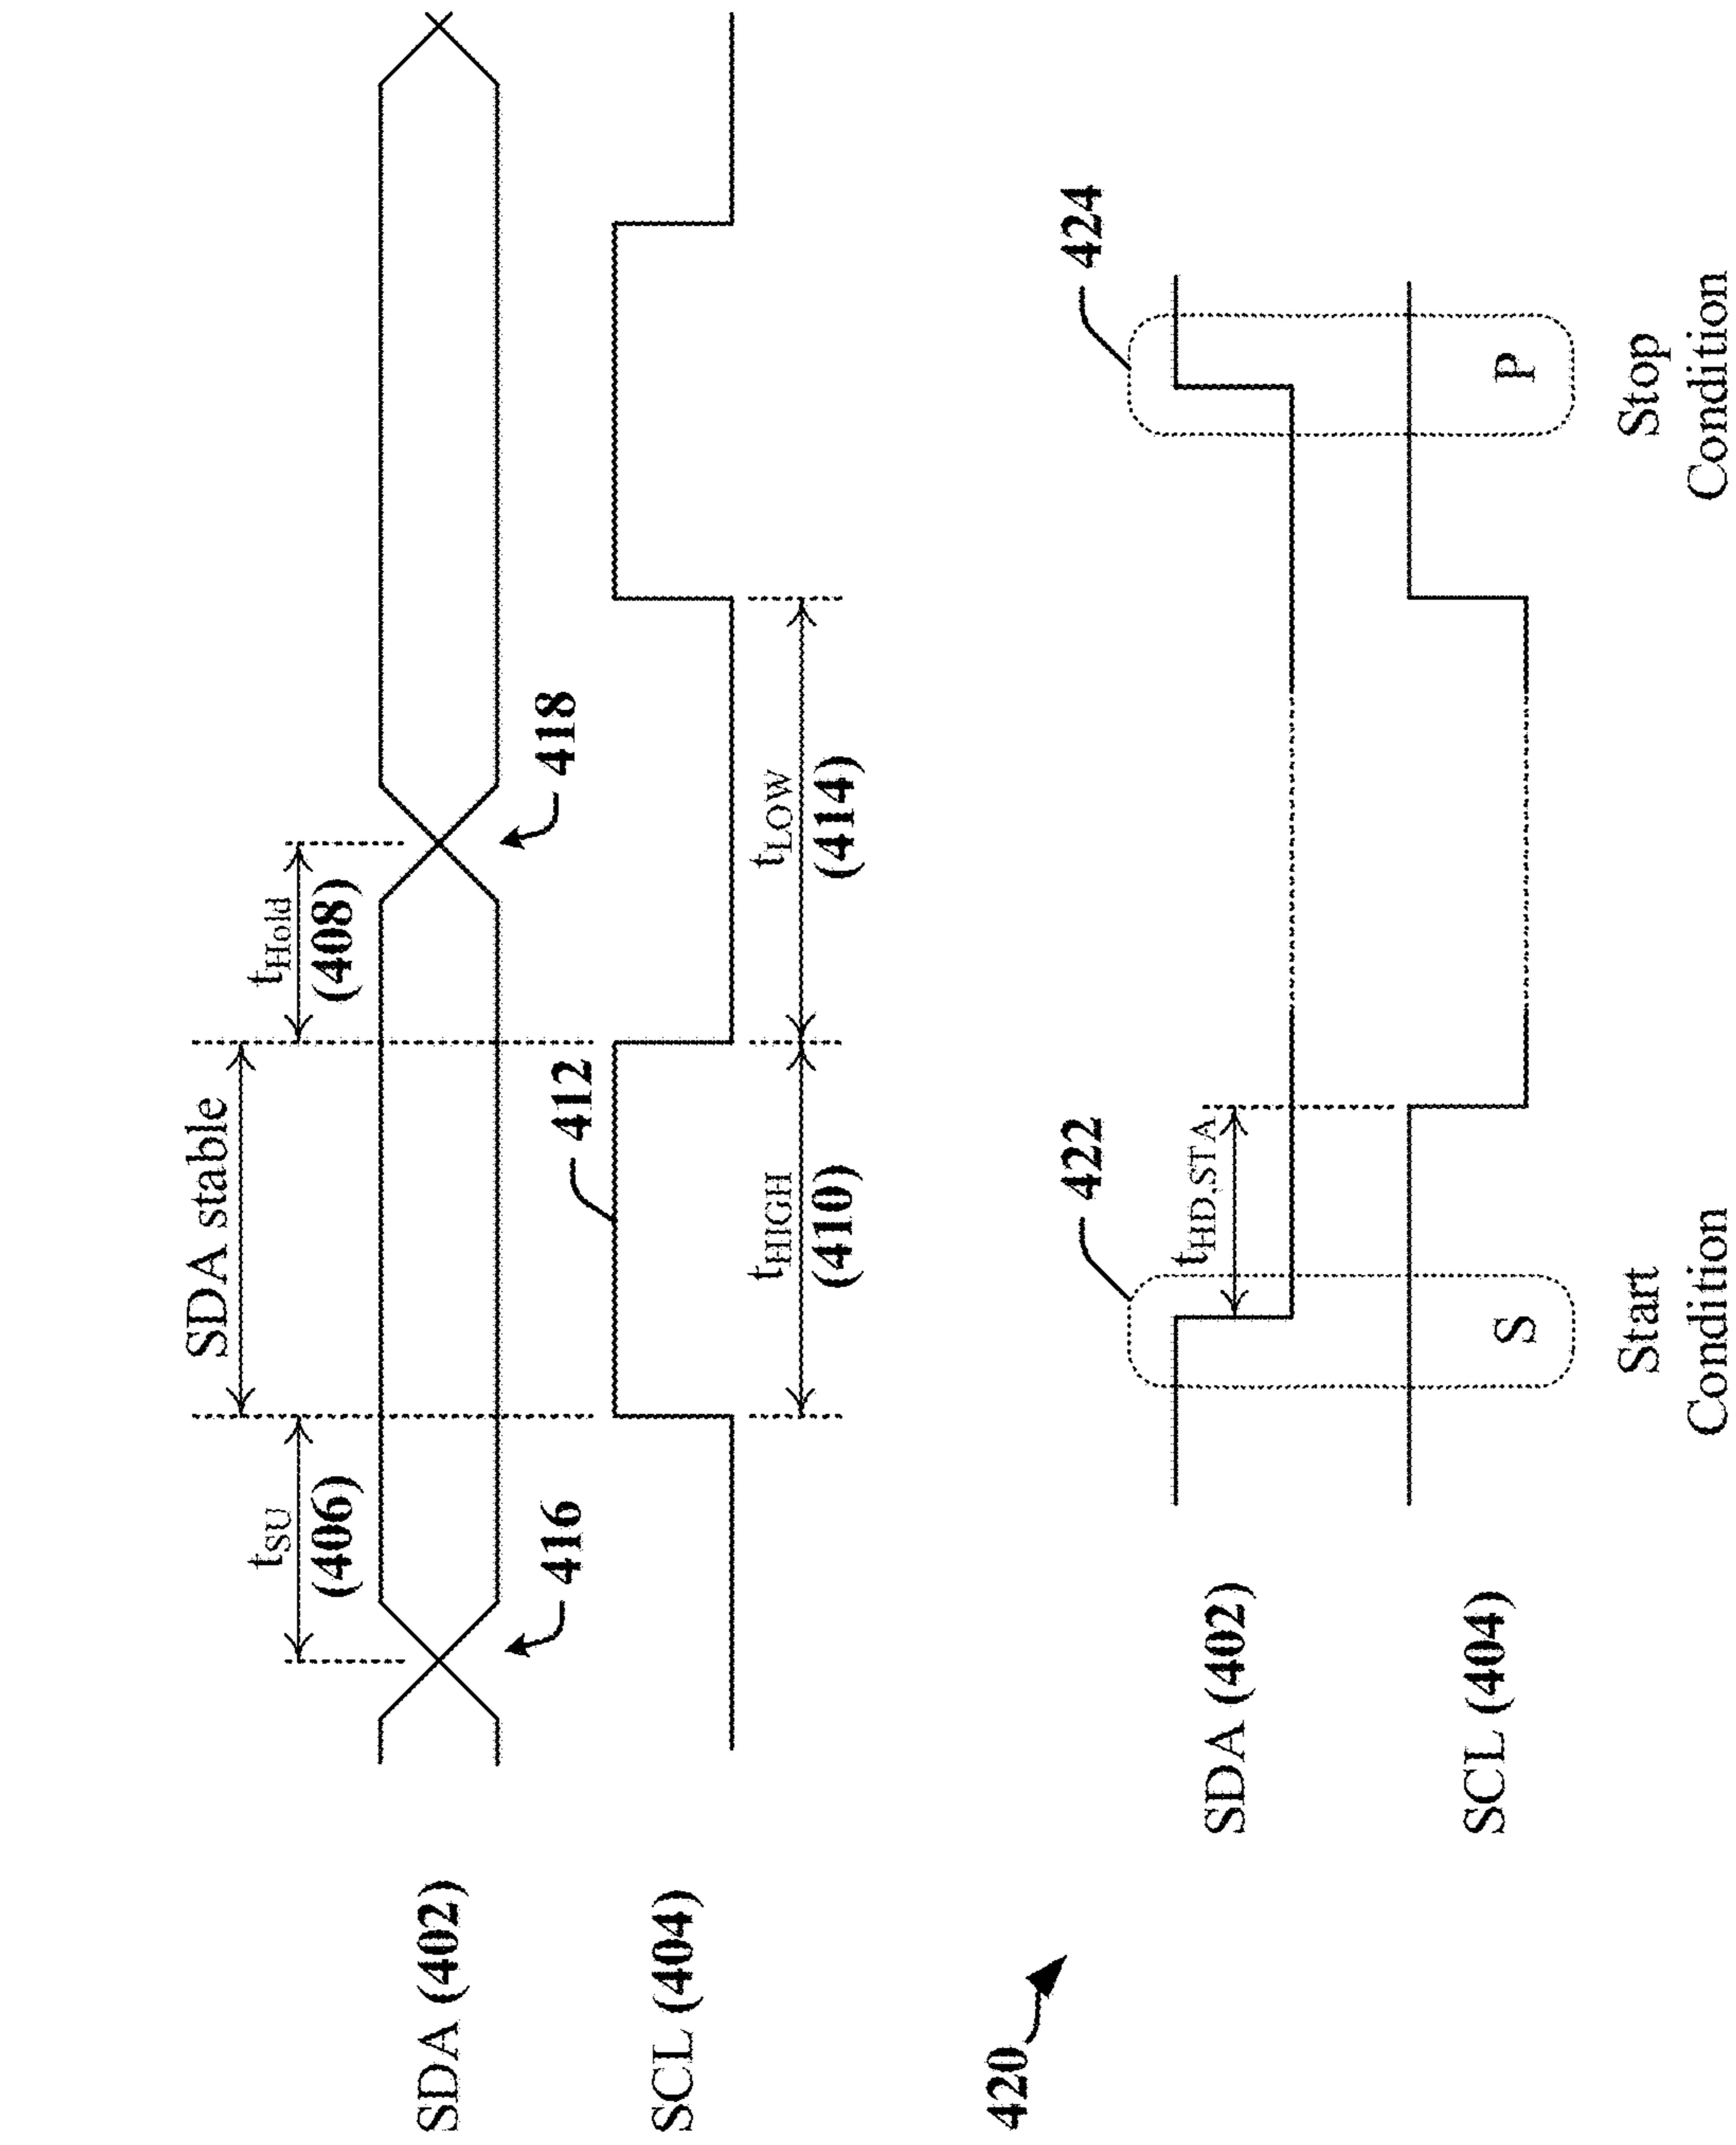 SDA stable
tSU
(406)
tHold
(408)
SDA (402)
416
418
412
SCL (404)
tHIGH
(410)
tLOW
(414)
420
422
424
tHD,STA
SDA (402)
SCL (404)
S
P
Start
Condition
Stop
Condition